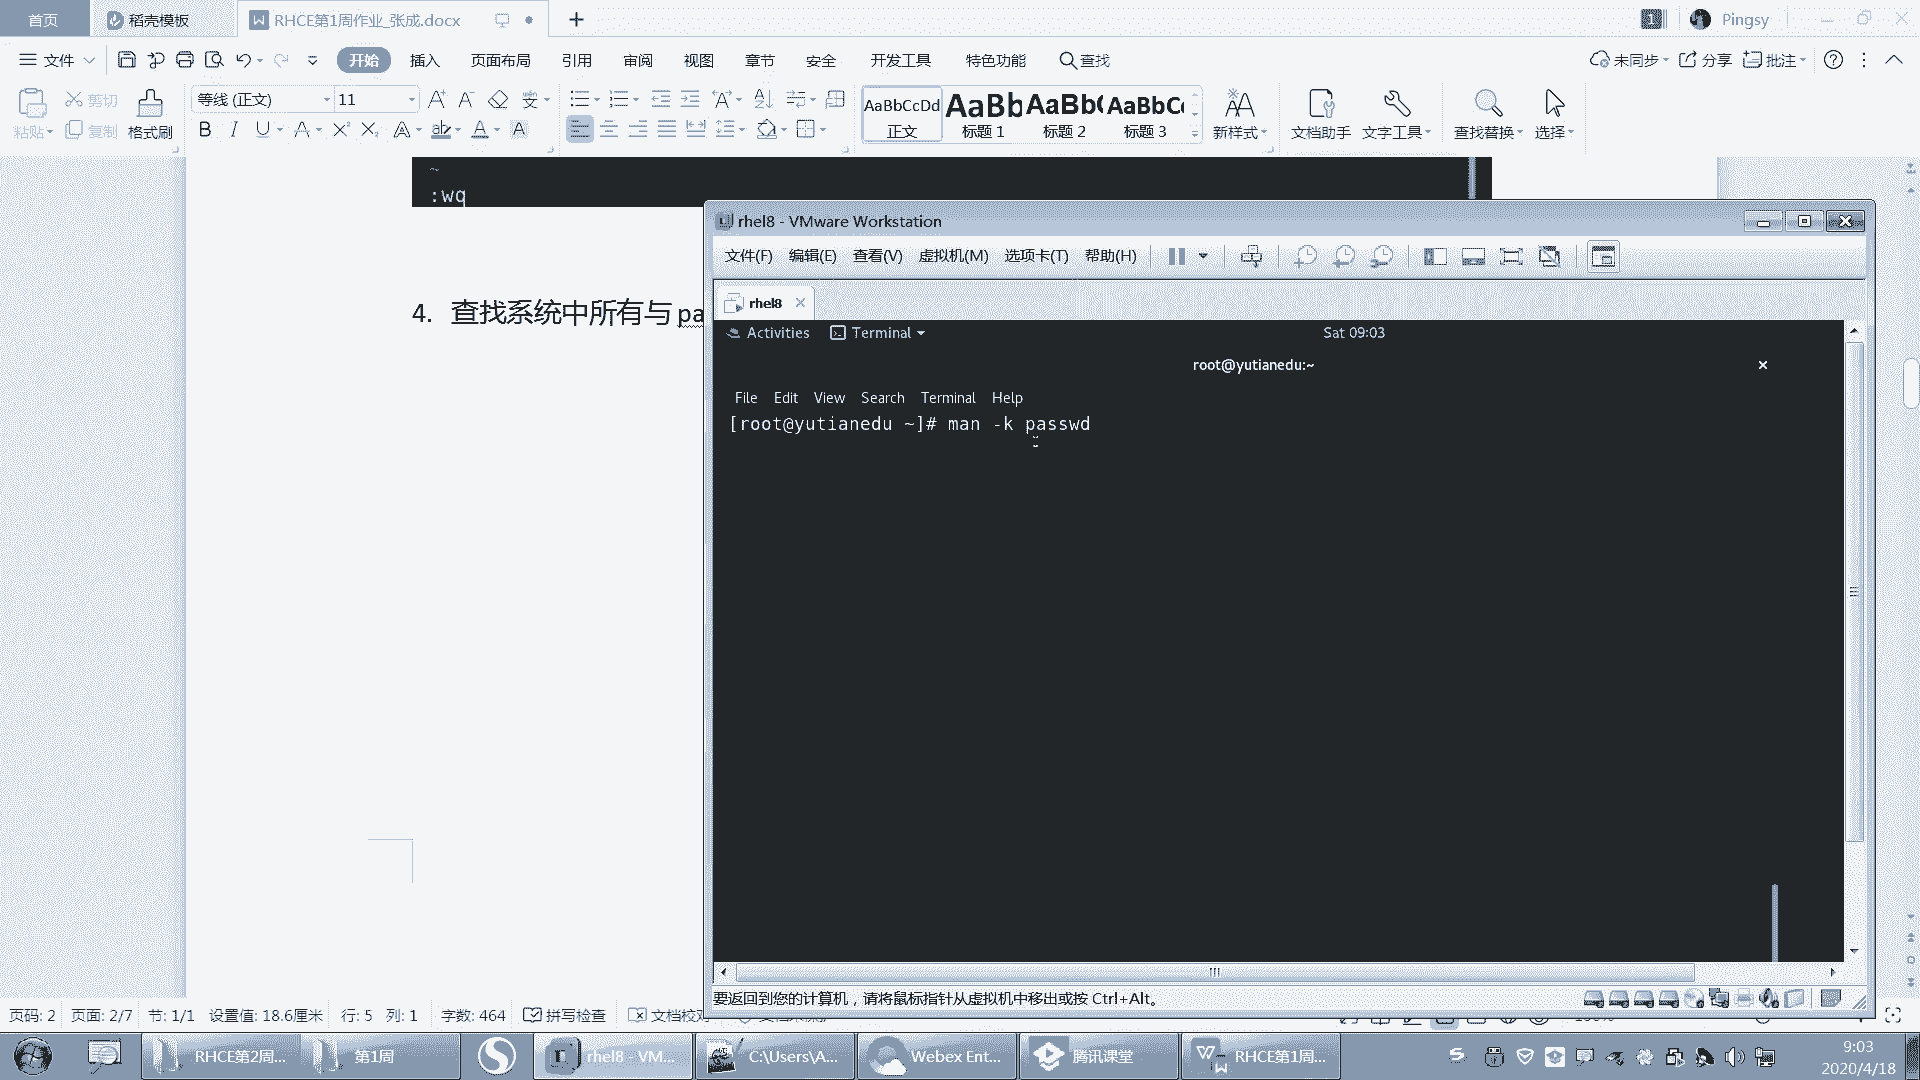 首页
稻壳模板
RHCE第1周作业_张成.docx
1
Pingsy
文件
开始
插入
页面布局
引用
审阅
视图
章节
安全
开发工具
特色功能
查找
未同步
分享
批注
粘贴
剪切
复制
格式刷
等线 (正文)
11
AaBbCcDd
正文
AaBb
标题 1
AaBb(
标题 2
AaBbC
标题 3
新样式
文档助手
文字工具
查找替换
选择
~
:wq
4. 查找系统中所有与 pa
rhel8 - VMware Workstation
文件(F) 编辑(E) 查看(V) 虚拟机(M) 选项卡(T) 帮助(H)
rhel8
Activities
Terminal
Sat 09:03
root@yutianedu:~
File Edit View Search Terminal Help
[root@yutianedu ~]# man -k passwd
要返回到您的计算机，请将鼠标指针从虚拟机中移出或按 Ctrl+Alt。
页码: 2 页面: 2/7 节: 1/1 设置值: 18.6厘米 行: 5 列: 1 字数: 464 拼写检查 文档校对
RHCE第2周...
第1周
rhel8 - VM...
C:\Users\A...
Webex Ent...
腾讯课堂
RHCE第1周...
9:03
2020/4/18